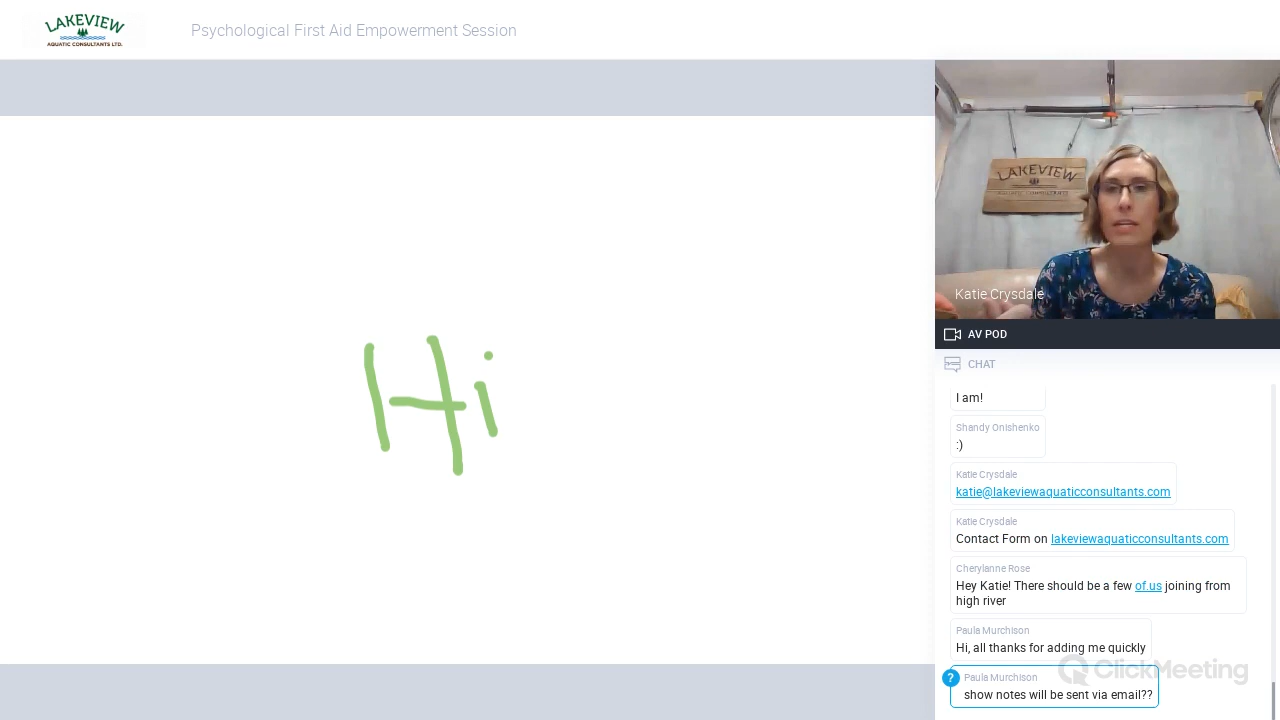 LAKEVIEW
AQUATIC CONSULTANTS LTD.
Psychological First Aid Empowerment Session
Hi
LAKEVIEW
Katie Crysdale
AV POD
CHAT
I am!
Shandy Onishenko
:)
Katie Crysdale
katie@lakeviewaquaticconsultants.com
Katie Crysdale
Contact Form on lakeviewaquaticconsultants.com
Cherylanne Rose
Hey Katie! There should be a few of.us joining from
high river
Paula Murchison
Hi, all thanks for adding me quickly
ClickMeeting
?
Paula Murchison
show notes will be sent via email??